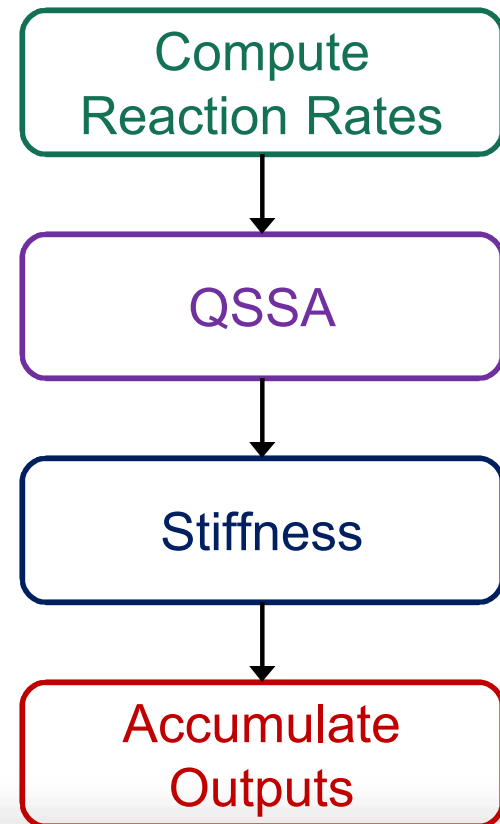 Compute
Reaction Rates
QSSA
Stiffness
Accumulate
Outputs